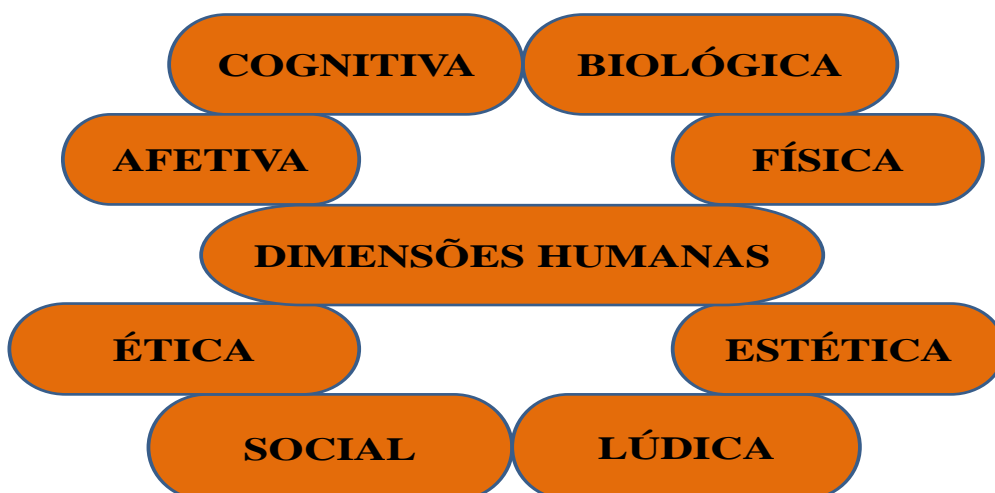 COGNITIVA BIOLÓGICA
AFETIVA FÍSICA
DIMENSÕES HUMANAS
ÉTICA ESTÉTICA
SOCIAL LÚDICA